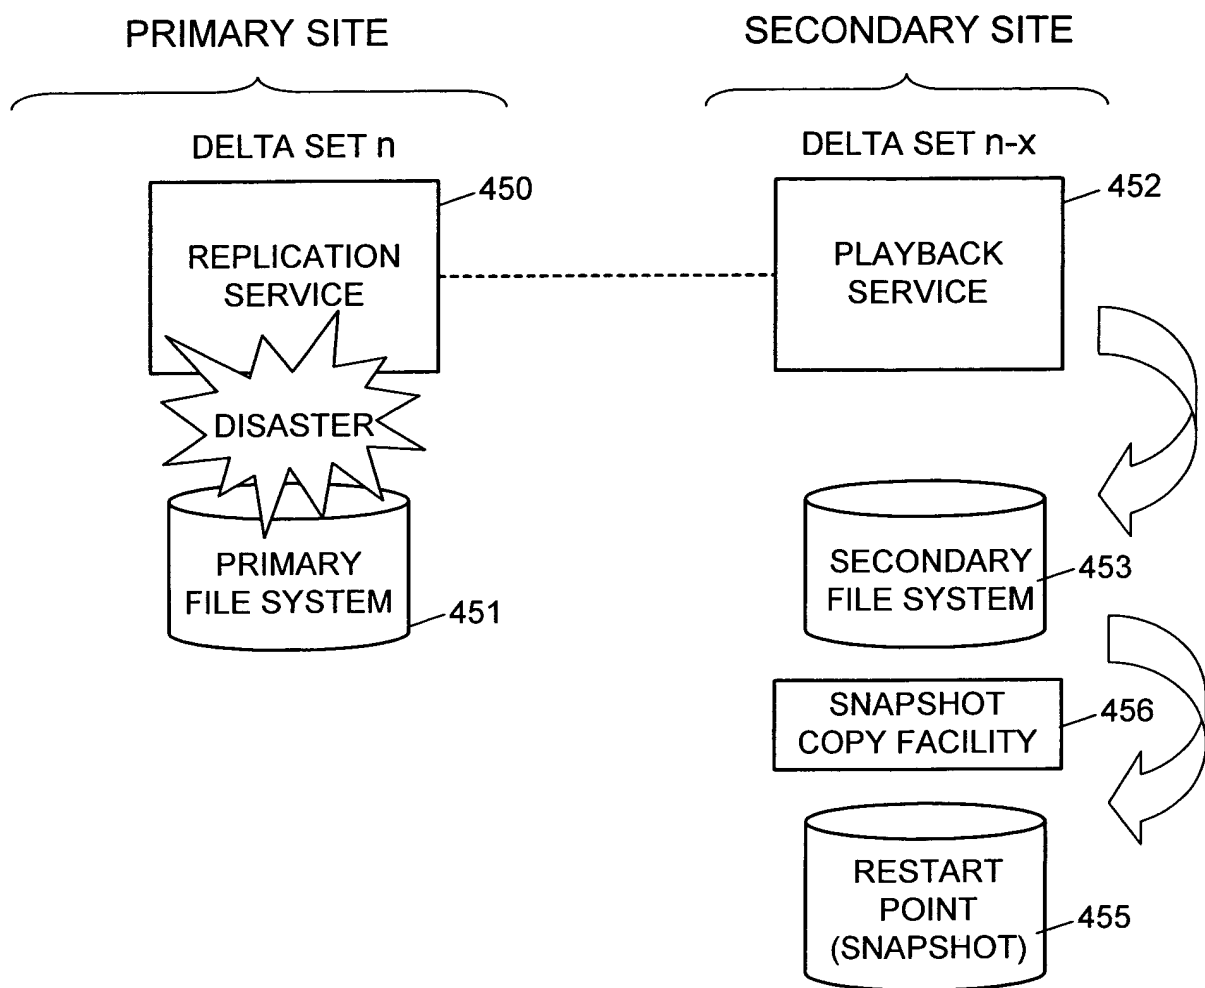 PRIMARY SITE
DELTA SET n
450
REPLICATION
SERVICE
DISASTER
PRIMARY
FILE SYSTEM
451
SECONDARY SITE
DELTA SET n-x
452
PLAYBACK
SERVICE
SECONDARY
FILE SYSTEM
453
SNAPSHOT
COPY FACILITY
456
RESTART
POINT
(SNAPSHOT)
455